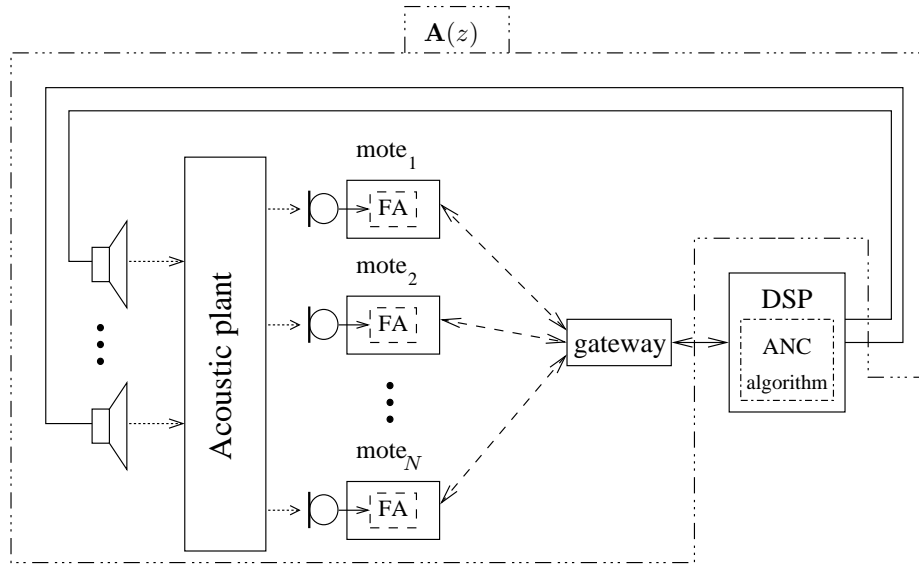 A(z)
mote1
FA
mote2
FA
moteN
FA
Acoustic plant
gateway
DSP
ANC
algorithm